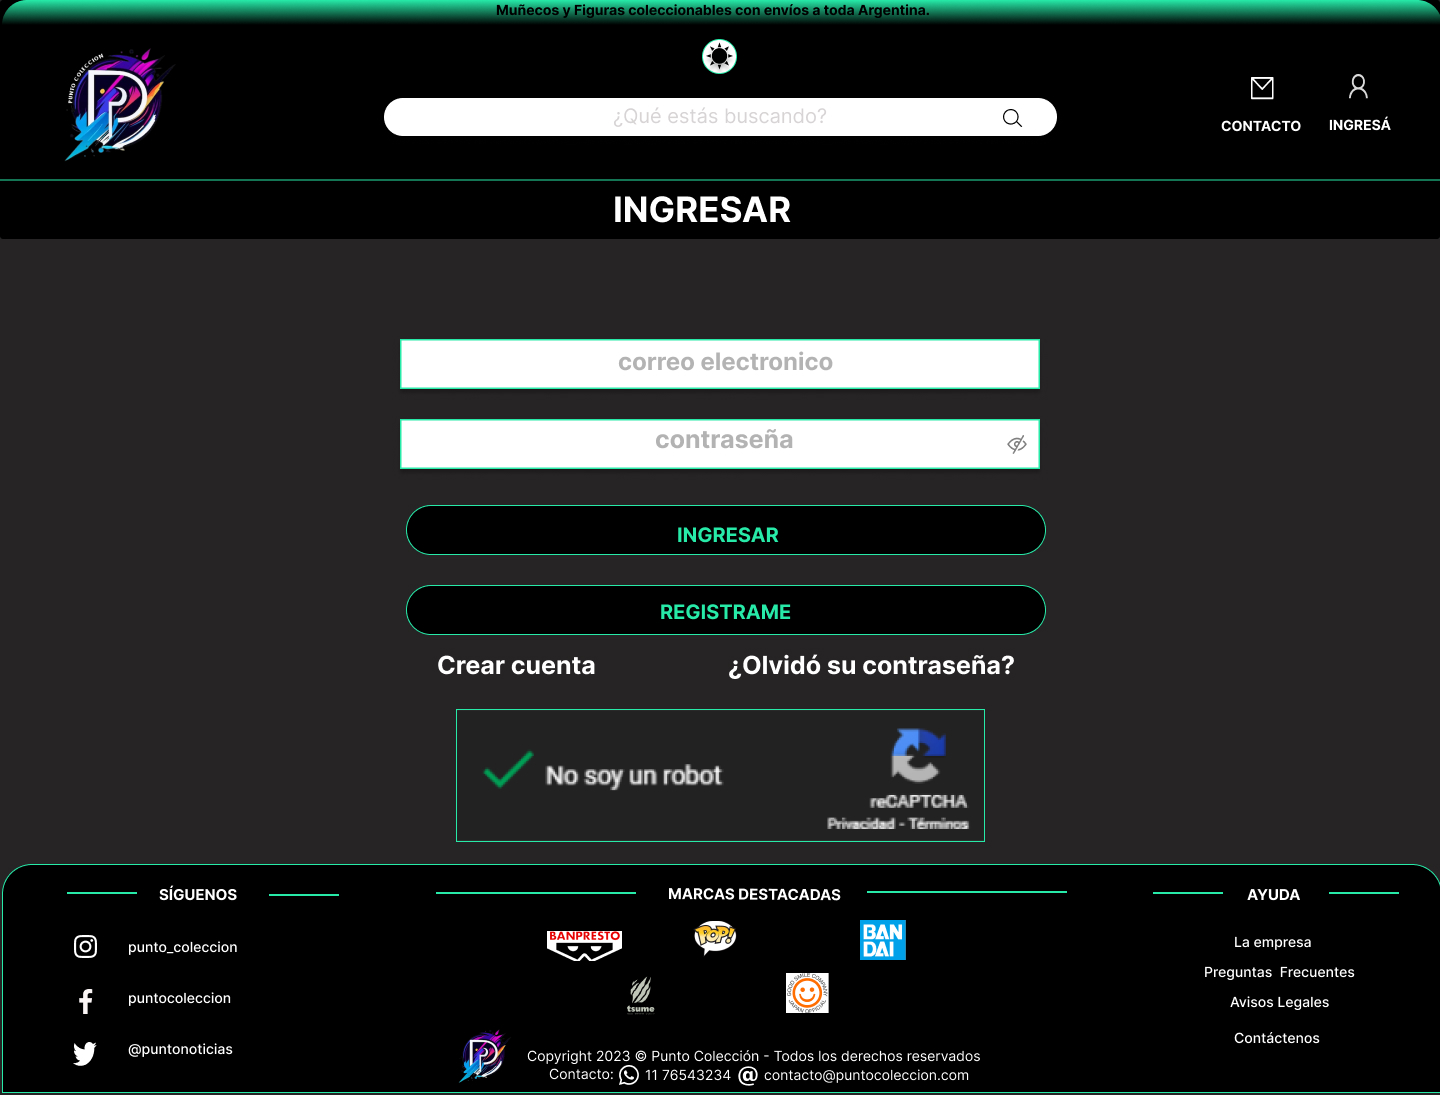 Muñecos y Figuras coleccionables con envíos a toda Argentina.
PUNTO COLECCION
¿Qué estás buscando?
CONTACTO
INGRESÁ
INGRESAR
correo electronico
contraseña
INGRESAR
REGISTRAME
Crear cuenta
¿Olvidó su contraseña?
No soy un robot
reCAPTCHA
Privacidad - Términos
SÍGUENOS
punto_coleccion
puntocoleccion
@puntonoticias
MARCAS DESTACADAS
BANPRESTO
POP!
BAN
DAI
tsume
GOOD SMILE COMPANY
JAPAN OFFICIAL
AYUDA
La empresa
Preguntas  Frecuentes
Avisos Legales
Contáctenos
Copyright 2023 © Punto Colección - Todos los derechos reservados
Contacto: 11 76543234 @ contacto@puntocoleccion.com